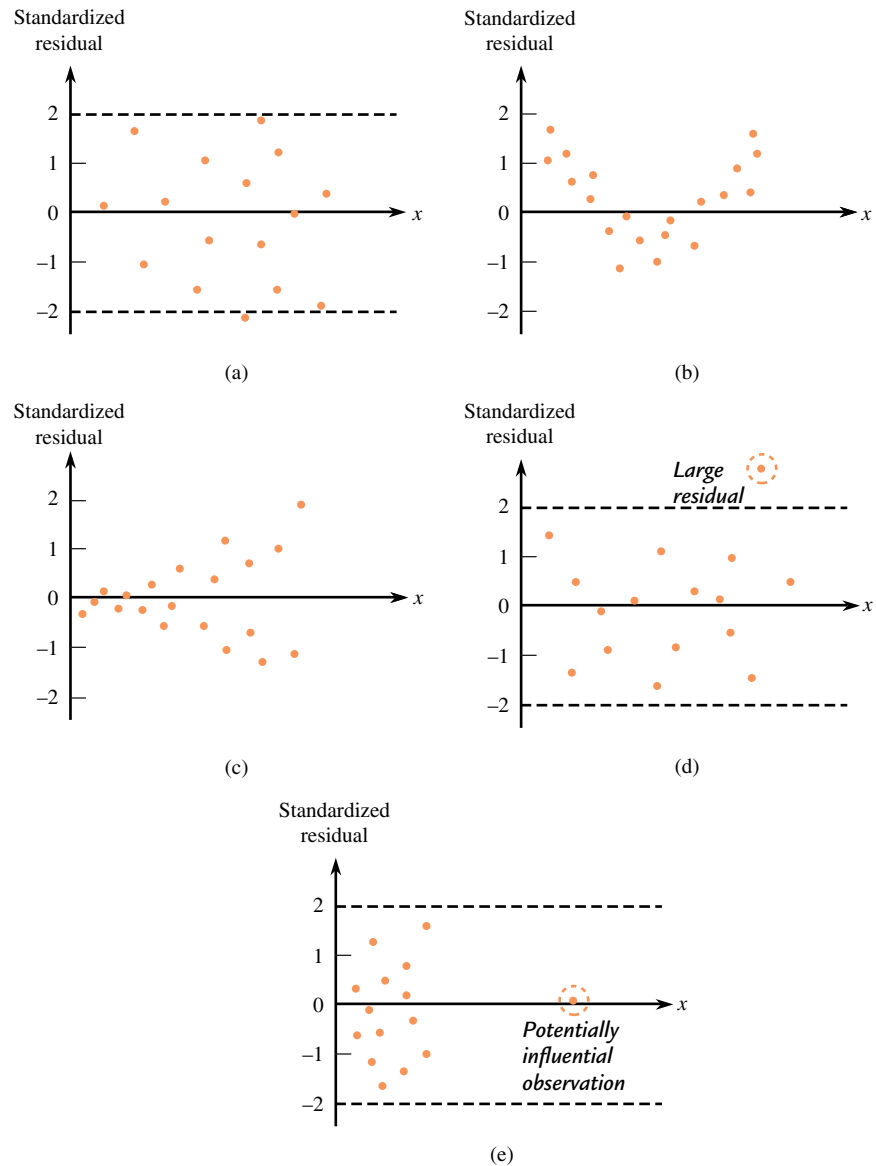 Standardized
residual
2
1
0
−1
−2
x
(a)
Standardized
residual
2
1
0
−1
−2
x
(b)
Standardized
residual
2
1
0
−1
−2
x
(c)
Standardized
residual
Large
residual
2
1
0
−1
−2
x
(d)
Standardized
residual
2
1
0
−1
−2
x
Potentially
influential
observation
(e)